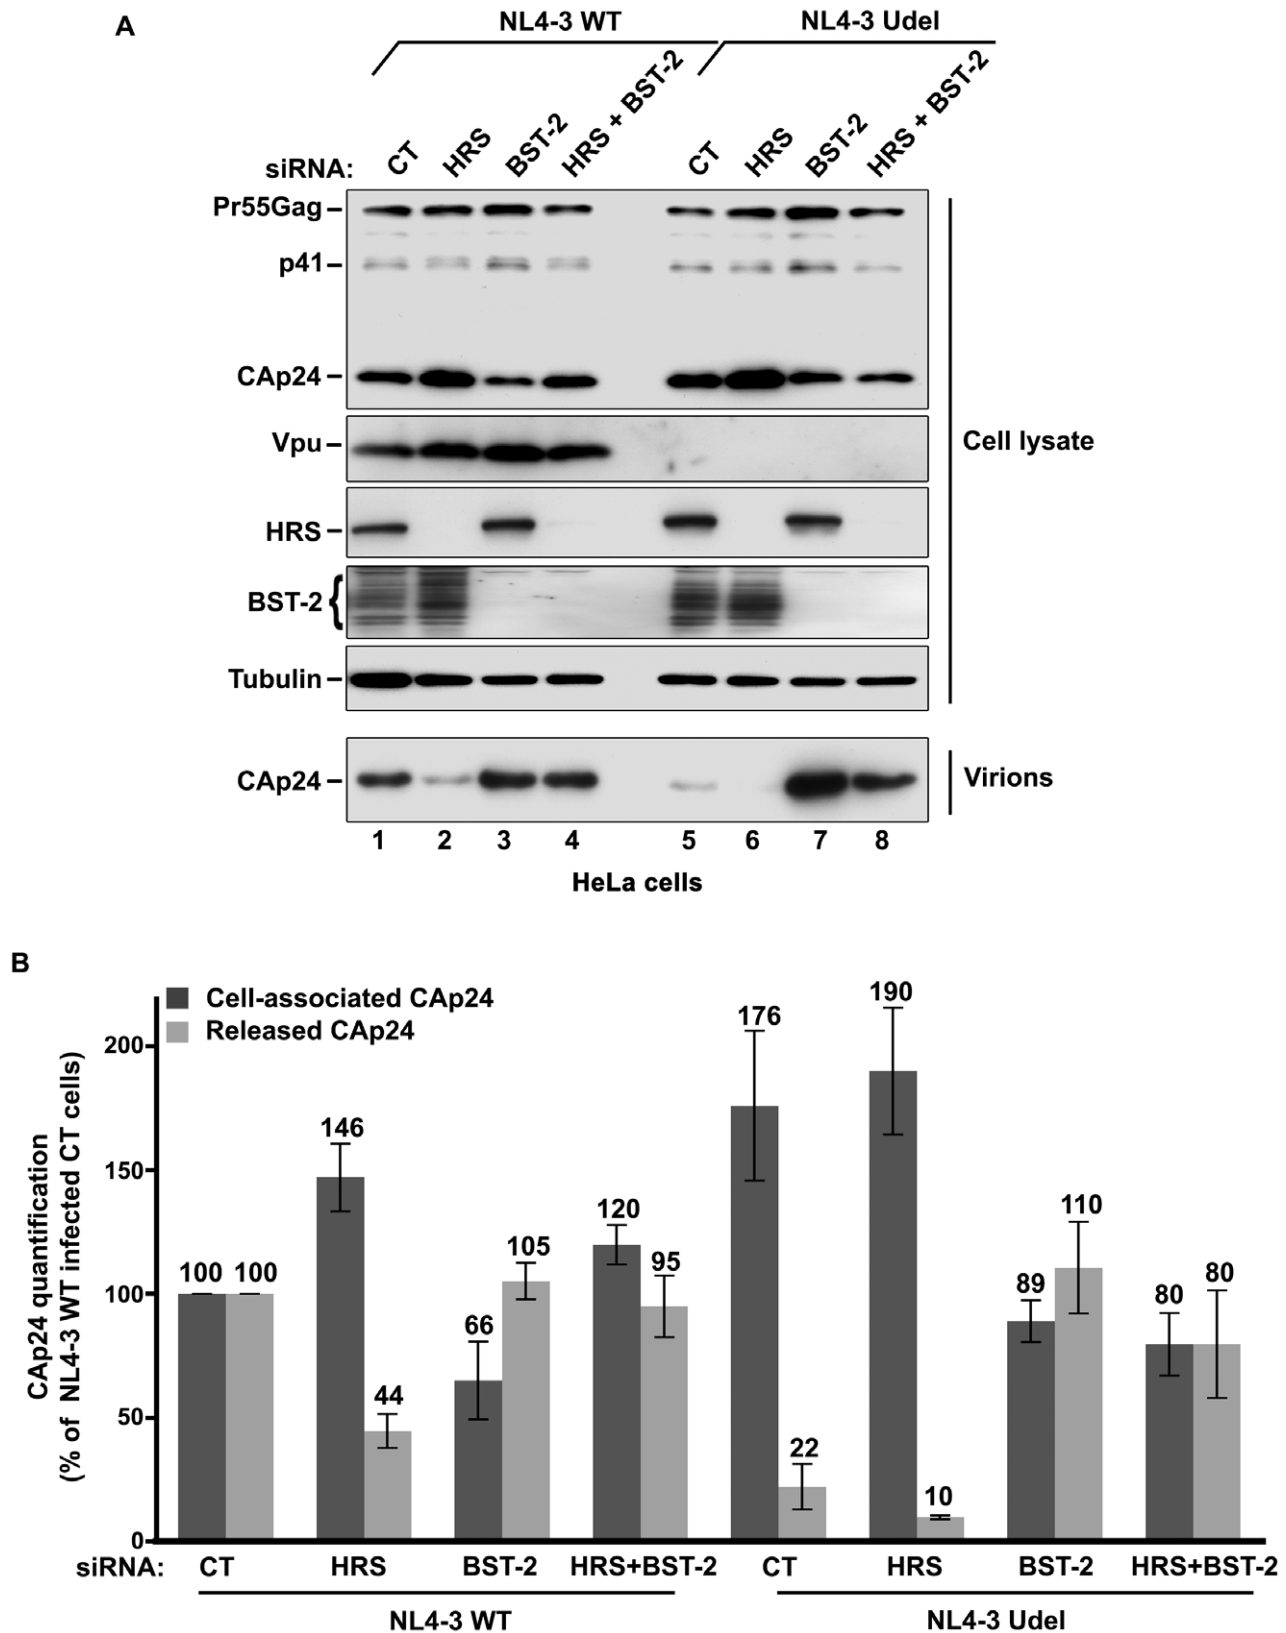 A
NL4-3 WT
NL4-3 Udel
siRNA:
CT
HRS
BST-2
HRS + BST-2
CT
HRS
BST-2
HRS + BST-2
Pr55Gag
p41
CAp24
Vpu
HRS
BST-2 {
Tubulin
Cell lysate
CAp24
Virions
1 2 3 4 5 6 7 8
HeLa cells
B
Cell-associated CAp24
Released CAp24
CAp24 quantification
(% of NL4-3 WT infected CT cells)
200
150
100
50
0
100 100
146
44
66
105
120
95
176
22
190
10
89
110
80
80
siRNA: CT HRS BST-2 HRS+BST-2 CT HRS BST-2 HRS+BST-2
NL4-3 WT NL4-3 Udel